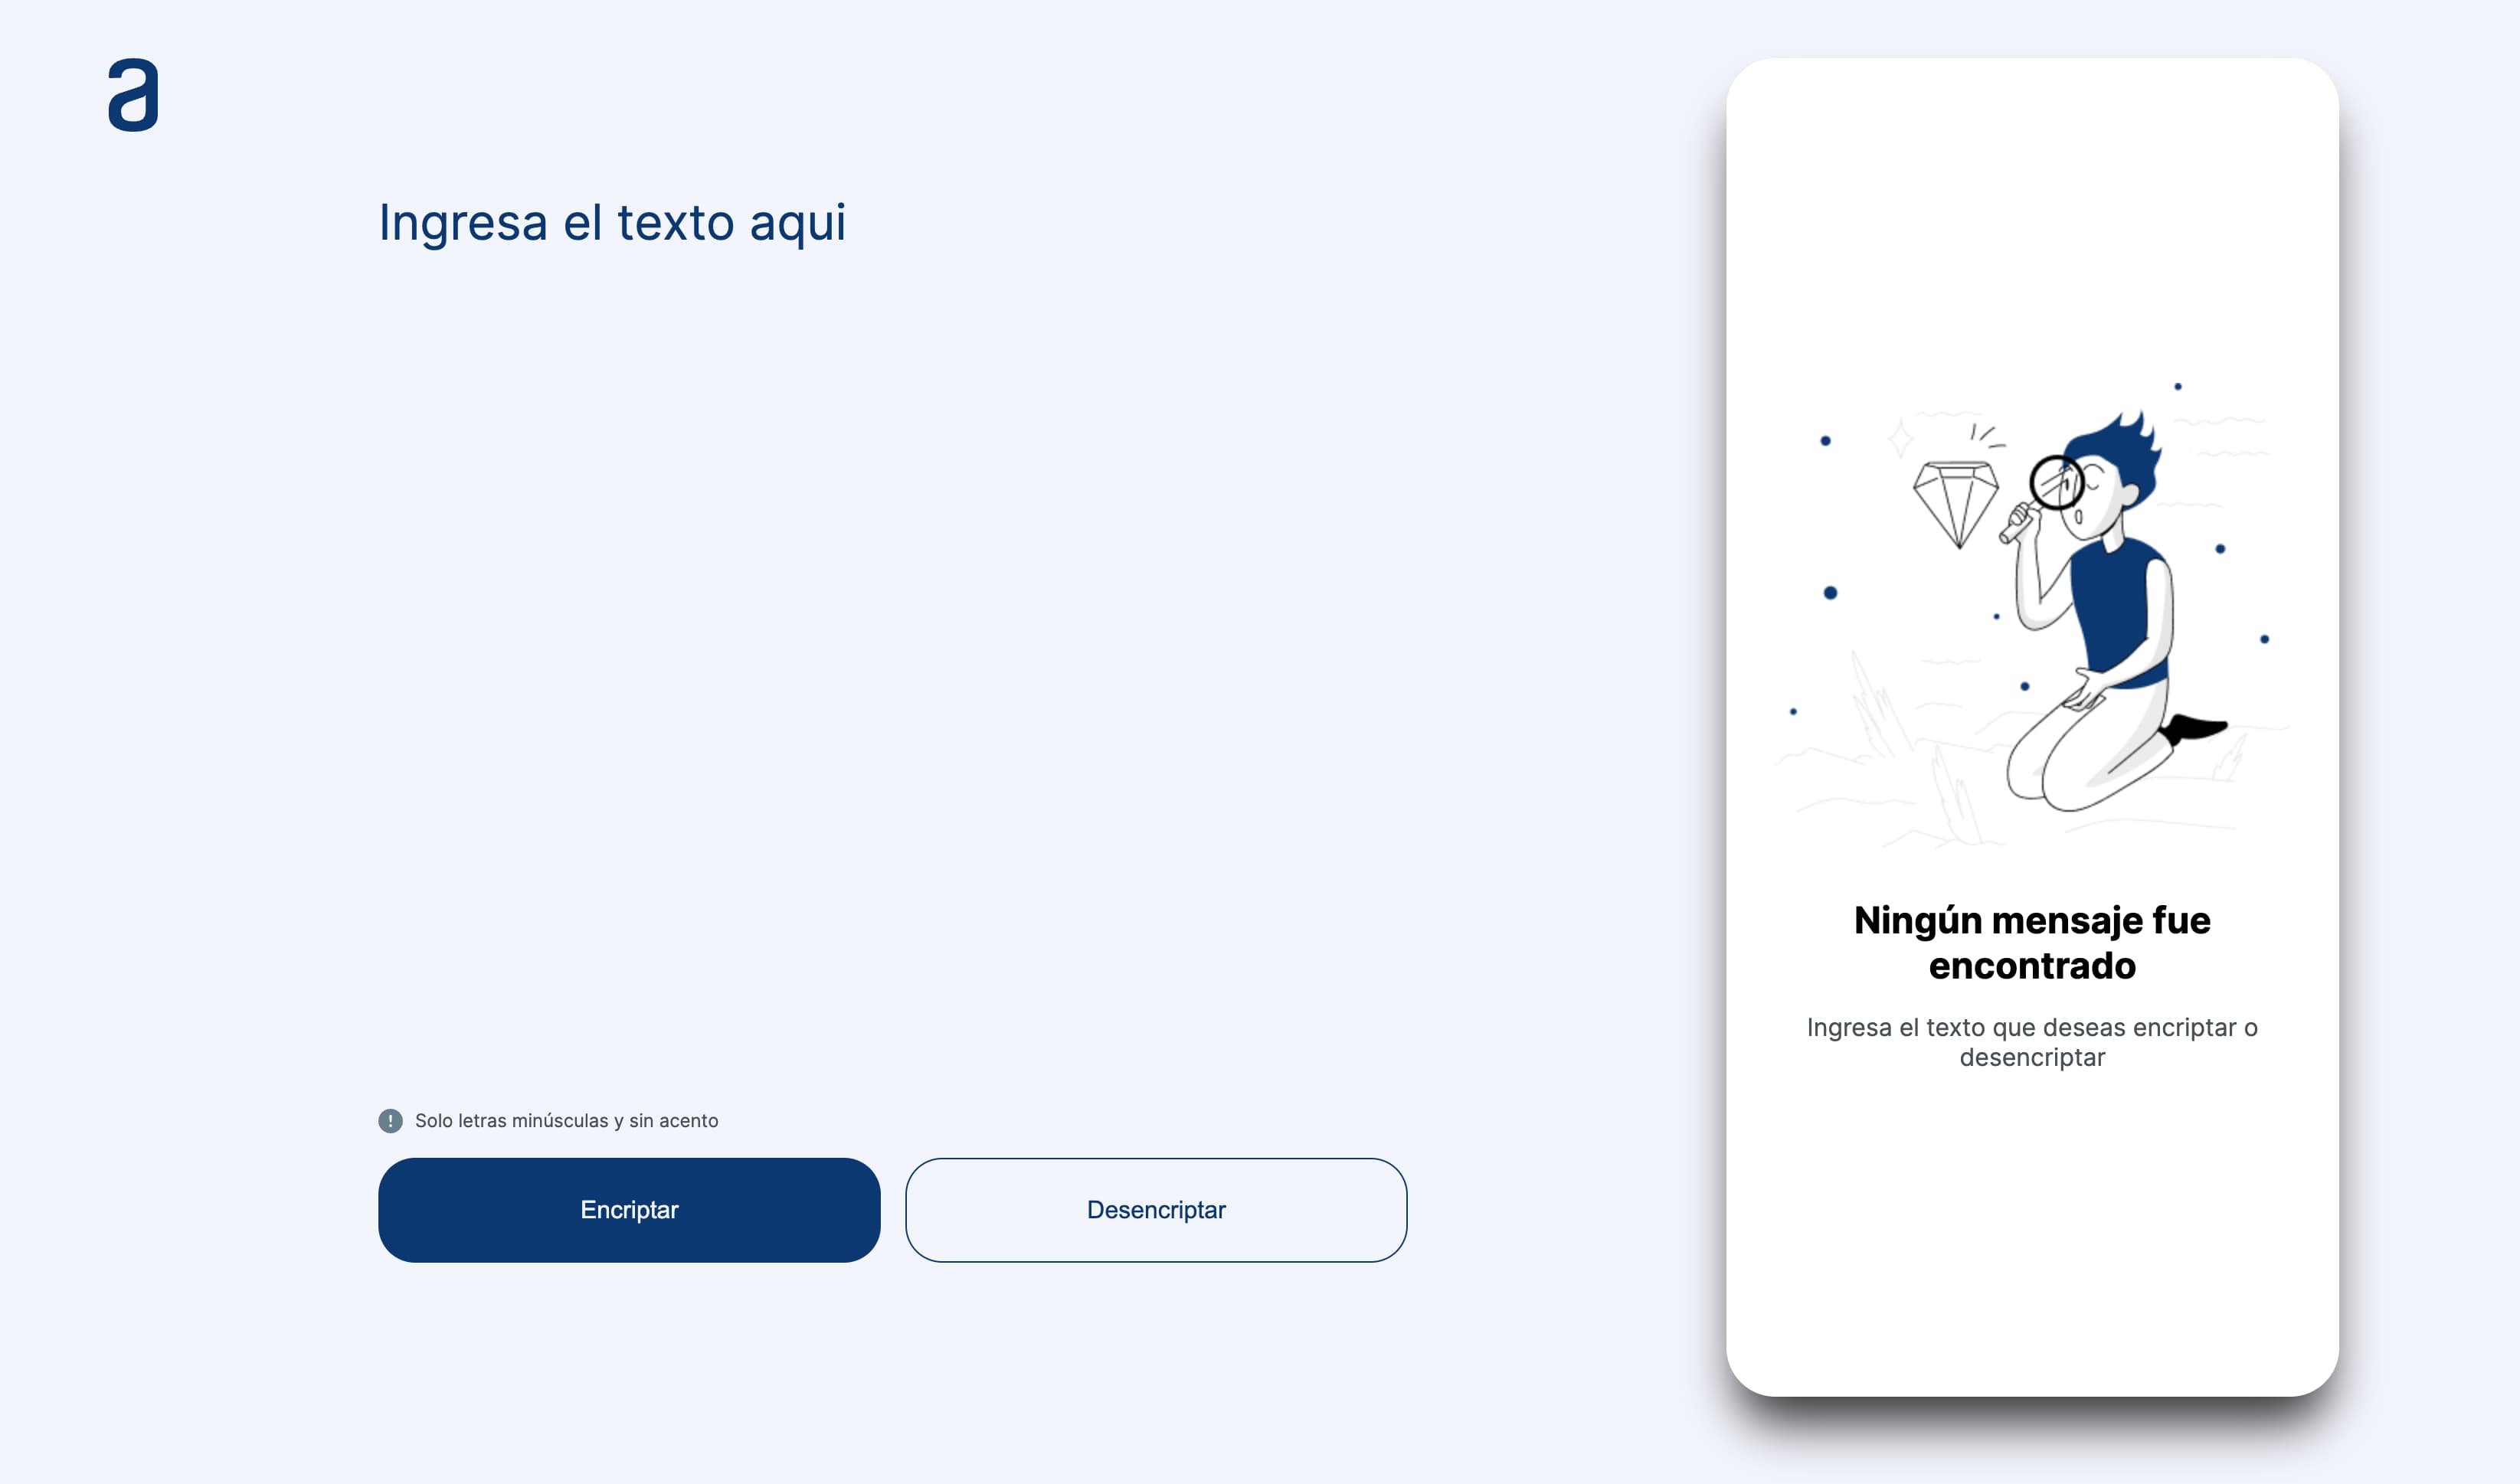 a
Ingresa el texto aqui
Solo letras minúsculas y sin acento
Encriptar
Desencriptar
Ningún mensaje fue
encontrado
Ingresa el texto que deseas encriptar o
desencriptar